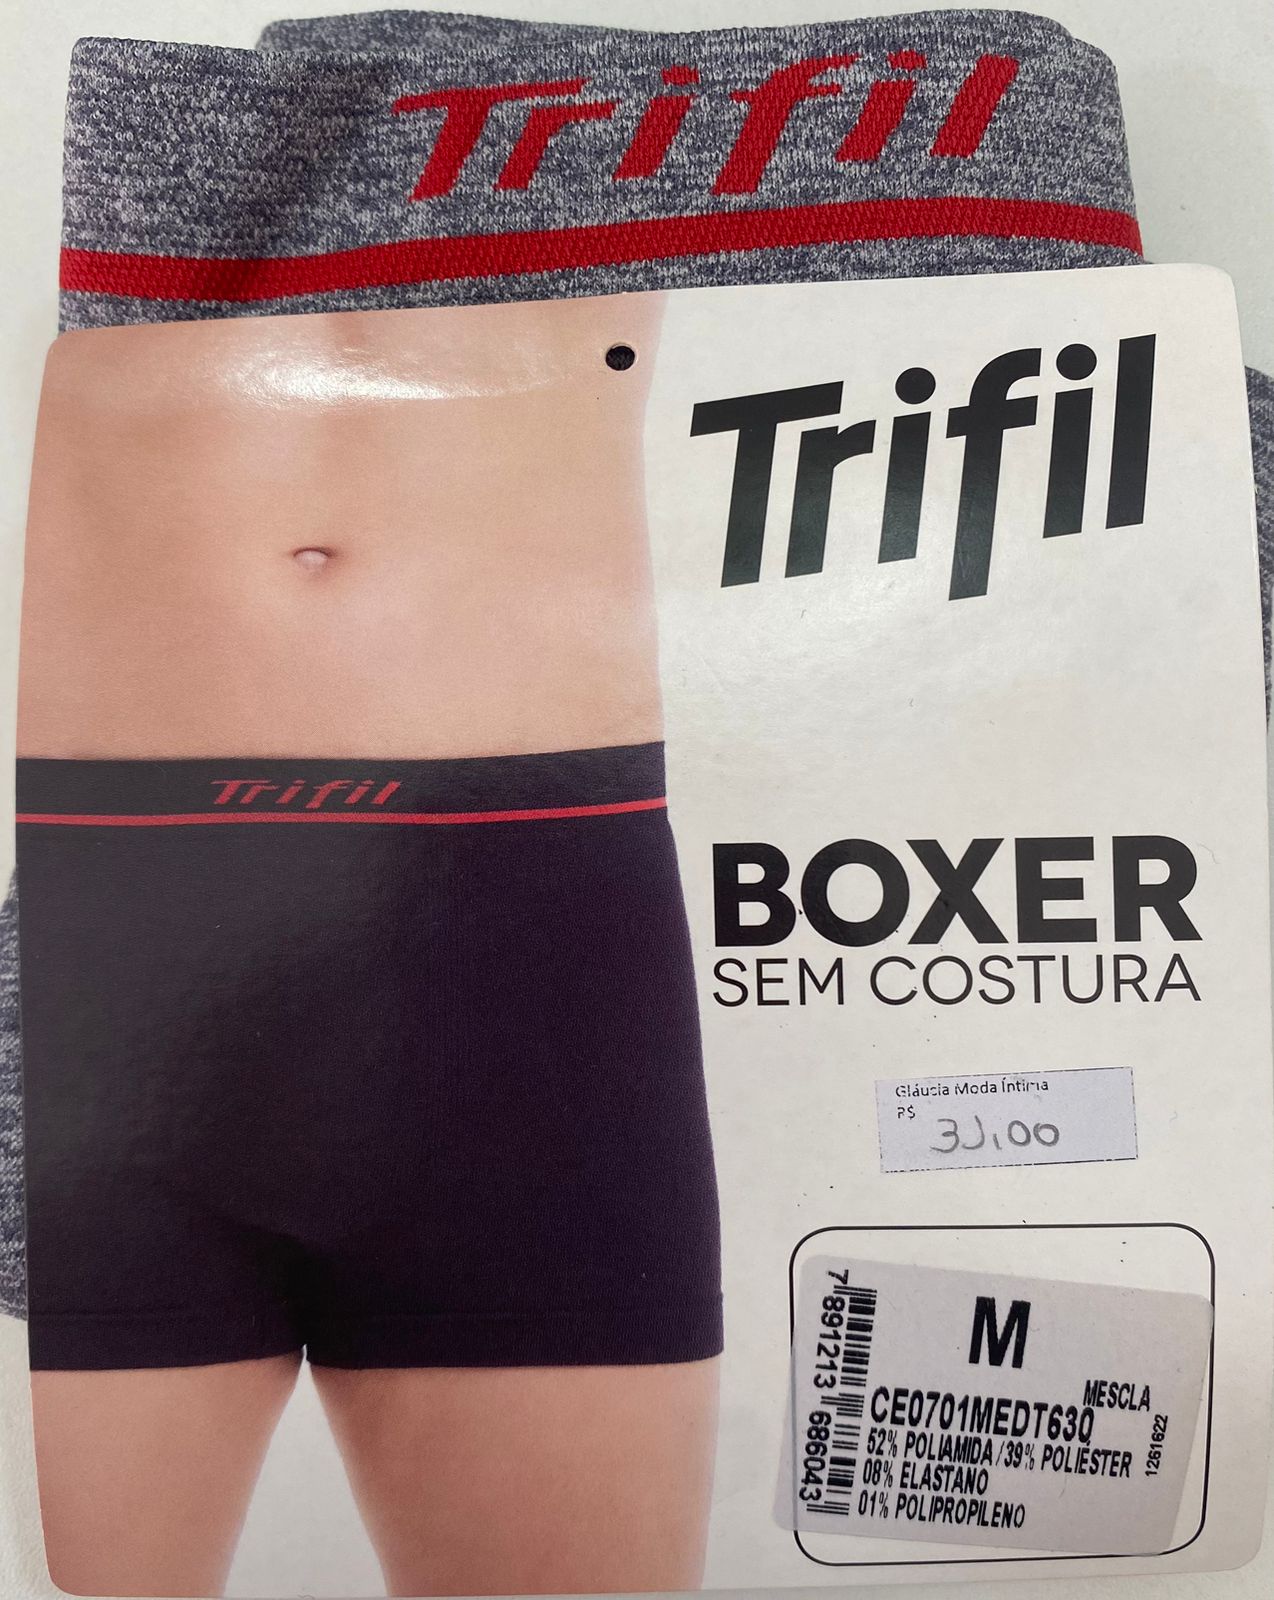 Trifil
Trifil
Trifil
BOXER
SEM COSTURA
Gláucia Moda Íntima
R$
M
MESCLA
CE0701MEDT630
52% POLIAMIDA / 39% POLIÉSTER
08% ELASTANO
01% POLIPROPILENO
1261622
7 891213 686043